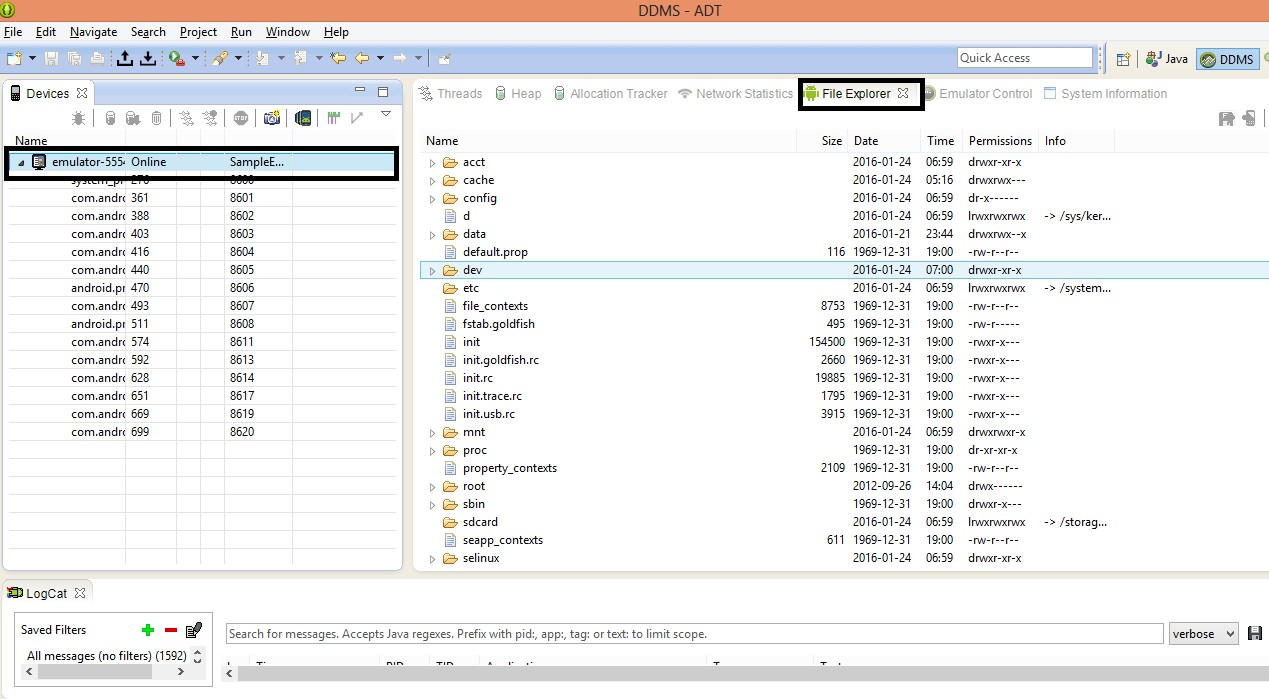 DDMS - ADT
File Edit Navigate Search Project Run Window Help
Quick Access Java DDMS
Devices
Name
emulator-5554 Online SampleE...
270 8600
com.andro 361 8601
com.andro 388 8602
com.andro 403 8603
com.andro 416 8604
com.andro 440 8605
android.pr 470 8606
com.andro 493 8607
android.pr 511 8608
com.andro 574 8611
com.andro 592 8613
com.andro 628 8614
com.andro 651 8617
com.andro 669 8619
com.andro 699 8620
Threads Heap Allocation Tracker Network Statistics File Explorer Emulator Control System Information
Name Size Date Time Permissions Info
acct 2016-01-24 06:59 drwxr-xr-x
cache 2016-01-24 05:16 drwxrwx---
config 2016-01-24 06:59 dr-x------
d 2016-01-24 06:59 lrwxrwxrwx -> /sys/ker...
data 2016-01-21 23:44 drwxrwx--x
default.prop 116 1969-12-31 19:00 -rw-r--r--
dev 2016-01-24 07:00 drwxr-xr-x
etc 2016-01-24 06:59 lrwxrwxrwx -> /system...
file_contexts 8753 1969-12-31 19:00 -rw-r--r--
fstab.goldfish 495 1969-12-31 19:00 -rw-r-----
init 154500 1969-12-31 19:00 -rwxr-x---
init.goldfish.rc 2660 1969-12-31 19:00 -rwxr-x---
init.rc 19885 1969-12-31 19:00 -rwxr-x---
init.trace.rc 1795 1969-12-31 19:00 -rwxr-x---
init.usb.rc 3915 1969-12-31 19:00 -rwxr-x---
mnt 2016-01-24 06:59 drwxrwxr-x
proc 1969-12-31 19:00 dr-xr-xr-x
property_contexts 2109 1969-12-31 19:00 -rw-r--r--
root 2012-09-26 14:04 drwx------
sbin 1969-12-31 19:00 drwxr-x---
sdcard 2016-01-24 06:59 lrwxrwxrwx -> /storag...
seapp_contexts 611 1969-12-31 19:00 -rw-r--r--
selinux 2016-01-24 06:59 drwxr-xr-x
LogCat
Saved Filters
All messages (no filters) (1592)
Search for messages. Accepts Java regexes. Prefix with pid:, app:, tag: or text: to limit scope.
verbose